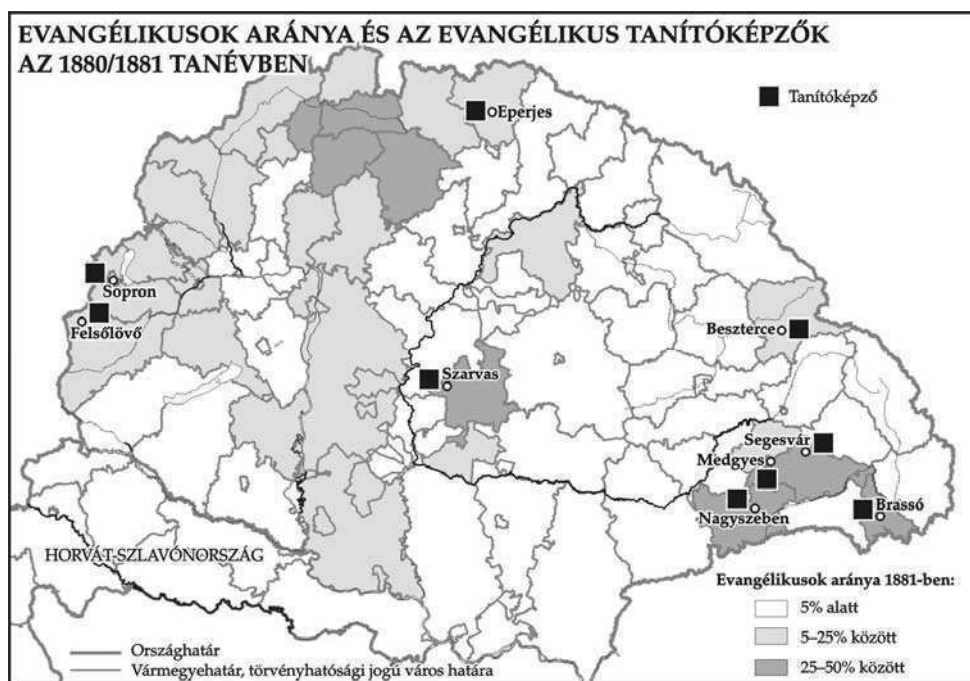 EVANGÉLIKUSOK ARÁNYA ÉS AZ EVANGÉLIKUS TANÍTÓKÉPZŐK
AZ 1880/1881 TANÉVBEN
Tanítóképző
Eperjes
Sopron
Felsőlövő
Beszterce
Szarvas
Segesvár
Medgyes
Nagyszeben
Brassó
HORVÁT-SZLAVÓNORSZÁG
Evangélikusok aránya 1881-ben:
5% alatt
5–25% között
25–50% között
Országhatár
Vármegyehatár, törvényhatósági jogú város határa